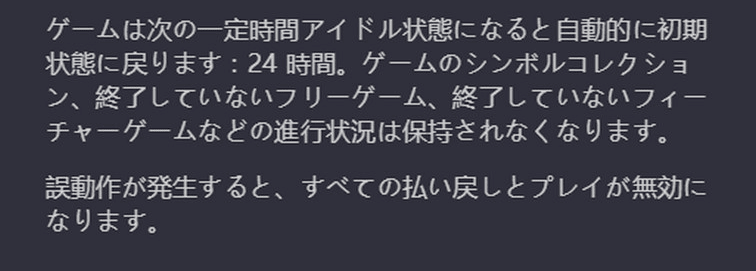 ゲームは次の一定時間アイドル状態になると自動的に初期
状態に戻ります：24 時間。ゲームのシンボルコレクショ
ン、終了していないフリーゲーム、終了していないフィー
チャーゲームなどの進行状況は保持されなくなります。
誤動作が発生すると、すべての払い戻しとプレイが無効に
なります。